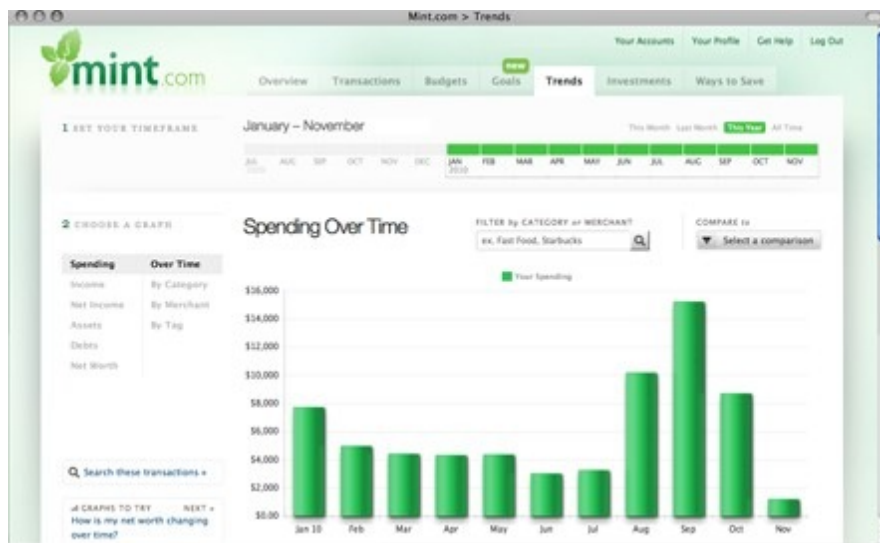 Mint.com > Trends
Your Accounts Your Profile Get Help Log Out
mint.com
new
Overview Transactions Budgets Goals Trends Investments Ways to Save
1 SET YOUR TIMEFRAME
January – November
This Month Last Month This Year All Time
JUL AUG SEP OCT NOV DEC JAN FEB MAR APR MAY JUN JUL AUG SEP OCT NOV
2010
2 CHOOSE A GRAPH
Spending Over Time
FILTER by CATEGORY or MERCHANT
COMPARE to
ex. Fast Food, Starbucks
Select a comparison
Spending Over Time
Income By Category
Net Income By Merchant
Assets By Tag
Debts
Net Worth
Your Spending
$16,000
$14,000
$12,000
$10,000
$8,000
$6,000
$4,000
$2,000
$0.00
Jan 10 Feb Mar Apr May Jun Jul Aug Sep Oct Nov
Search these transactions »
GRAPHS TO TRY NEXT »
How is my net worth changing
over time?